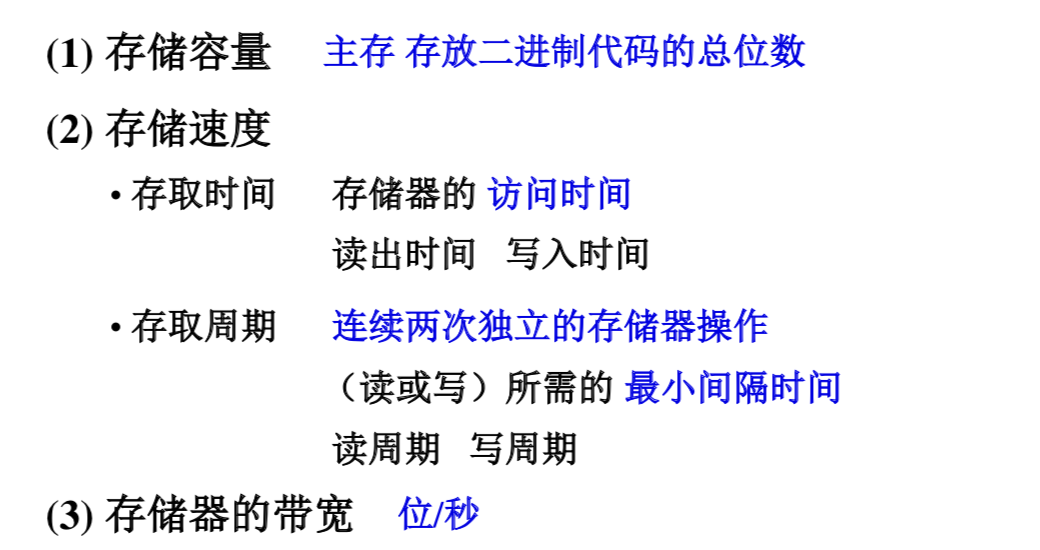 (1) 存储容量 主存 存放二进制代码的总位数
(2) 存储速度
• 存取时间 存储器的 访问时间
读出时间 写入时间
• 存取周期 连续两次独立的存储器操作
（读或写）所需的 最小间隔时间
读周期 写周期
(3) 存储器的带宽 位/秒